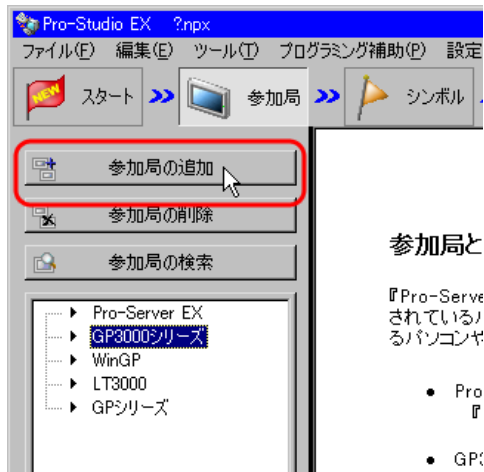 Pro-Studio EX ?.npx
ファイル(F) 編集(E) ツール(T) プログラミング補助(P) 設定
NEW スタート 参加局 シンボル
参加局の追加
参加局の削除
参加局の検索
Pro-Server EX
GP3000シリーズ
WinGP
LT3000
GPシリーズ
参加局と
『Pro-Serve
されている
るパソコンや
Pro
『
GP3